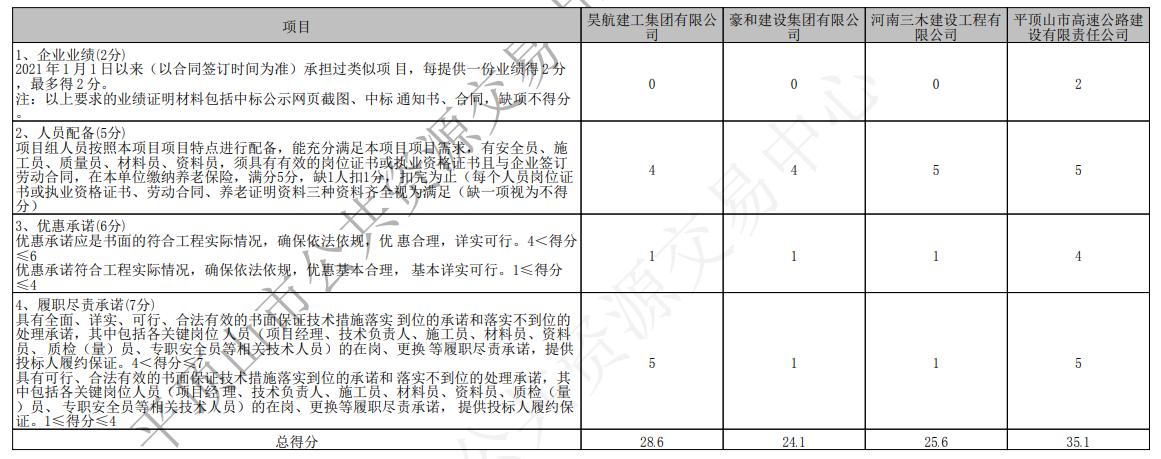 项目
昊航建工集团有限公
司
豪和建设集团有限公
司
河南三木建设工程有
限公司
平顶山市高速公路建
设有限责任公司
1、企业业绩(2分)
2021年1月1日以来（以合同签订时间为准）承担过类似项目，每提供一份业绩得2分
，最多得2分。
注：以上要求的业绩证明材料包括中标公示网页截图、中标通知书、合同，缺项不得分
。
0
0
0
2
2、人员配备(5分)
项目组人员按照本项目项目特点进行配备，能充分满足本项目项目需求，有安全员、施
工员、质量员、材料员、资料员，须具有有效的岗位证书或执业资格证书且与企业签订
劳动合同，在本单位缴纳养老保险，满分5分，缺1人扣1分，扣完为止（每个人员岗位证
书或执业资格证书、劳动合同、养老证明资料三种资料齐全视为满足（缺一项视为不得
分）
4
4
5
5
3、优惠承诺(6分)
优惠承诺应是书面的符合工程实际情况，确保依法依规，优惠合理，详实可行。4＜得分
≤6
优惠承诺符合工程实际情况，确保依法依规，优惠基本合理，基本详实可行。1≤得分
≤4
1
1
1
4
4、履职尽责承诺(7分)
具有全面、详实、可行、合法有效的书面保证技术措施落实到位的承诺和落实不到位的
处理承诺，其中包括各关键岗位人员（项目经理、技术负责人、施工员、材料员、资料
员、质检（量）员、专职安全员等相关技术人员）的在岗、更换等履职尽责承诺，提供
投标人履约保证。4＜得分≤7
具有可行、合法有效的书面保证技术措施落实到位的承诺和落实不到位的处理承诺，其
中包括各关键岗位人员（项目经理、技术负责人、施工员、材料员、资料员、质检（量
）员、专职安全员等相关技术人员）的在岗、更换等履职尽责承诺，提供投标人履约保
证。1≤得分≤4
5
1
1
5
总得分
28.6
24.1
25.6
35.1
平顶山市公共资源交易中
公共资源交易中心